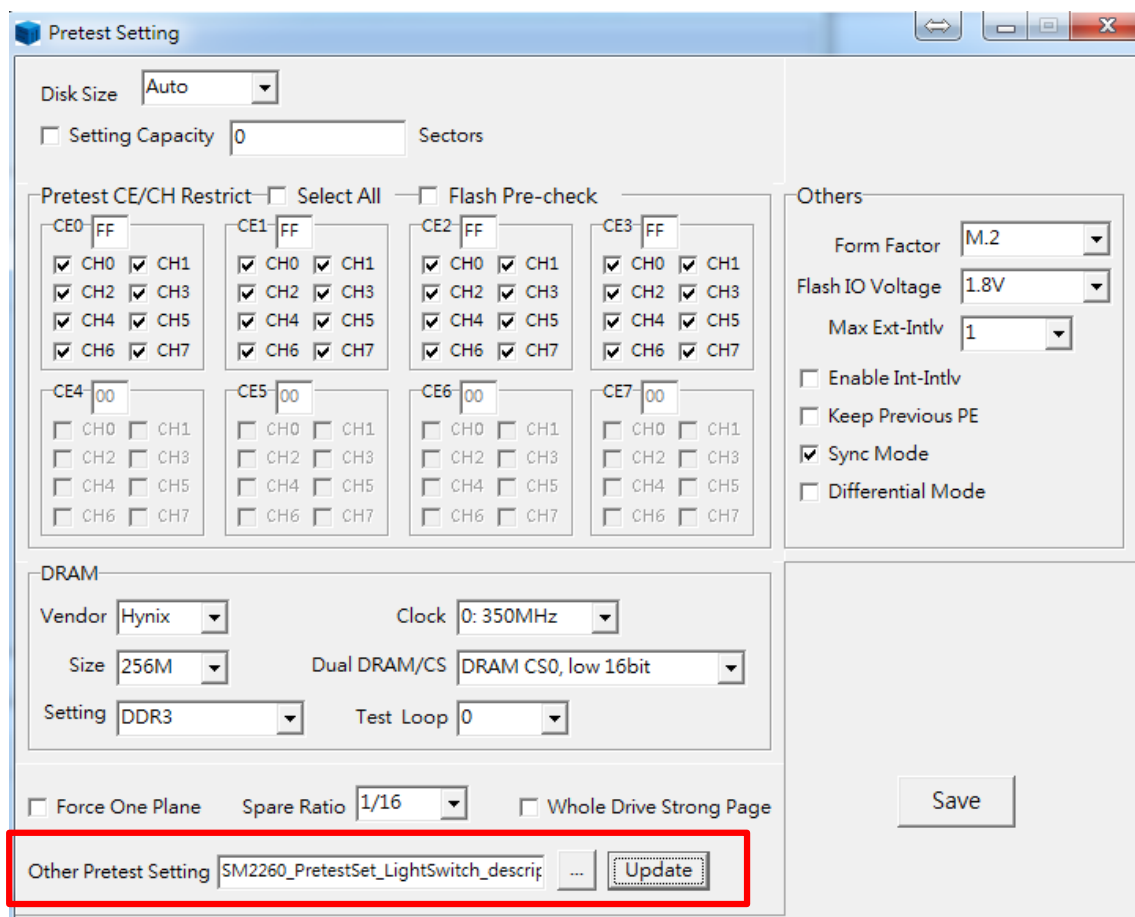 Pretest Setting
Disk Size Auto
Setting Capacity 0 Sectors
Pretest CE/CH Restrict Select All Flash Pre-check
CE0 FF CE1 FF CE2 FF CE3 FF
CH0 CH1 CH0 CH1 CH0 CH1 CH0 CH1
CH2 CH3 CH2 CH3 CH2 CH3 CH2 CH3
CH4 CH5 CH4 CH5 CH4 CH5 CH4 CH5
CH6 CH7 CH6 CH7 CH6 CH7 CH6 CH7
CE4 00 CE5 00 CE6 00 CE7 00
CH0 CH1 CH0 CH1 CH0 CH1 CH0 CH1
CH2 CH3 CH2 CH3 CH2 CH3 CH2 CH3
CH4 CH5 CH4 CH5 CH4 CH5 CH4 CH5
CH6 CH7 CH6 CH7 CH6 CH7 CH6 CH7
Others
Form Factor M.2
Flash IO Voltage 1.8V
Max Ext-Intlv 1
Enable Int-Intlv
Keep Previous PE
Sync Mode
Differential Mode
DRAM
Vendor Hynix Clock 0: 350MHz
Size 256M Dual DRAM/CS DRAM CS0, low 16bit
Setting DDR3 Test Loop 0
Force One Plane Spare Ratio 1/16 Whole Drive Strong Page
Save
Other Pretest Setting SM2260_PretestSet_LightSwitch_descrip ... Update